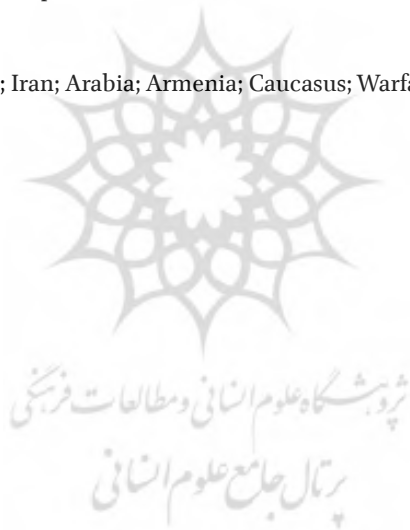 ; Iran; Arabia; Armenia; Caucasus; Warfa
پژوهشگاه علوم انسانی و مطالعات فرهنگی
پرتال جامع علوم انسانی